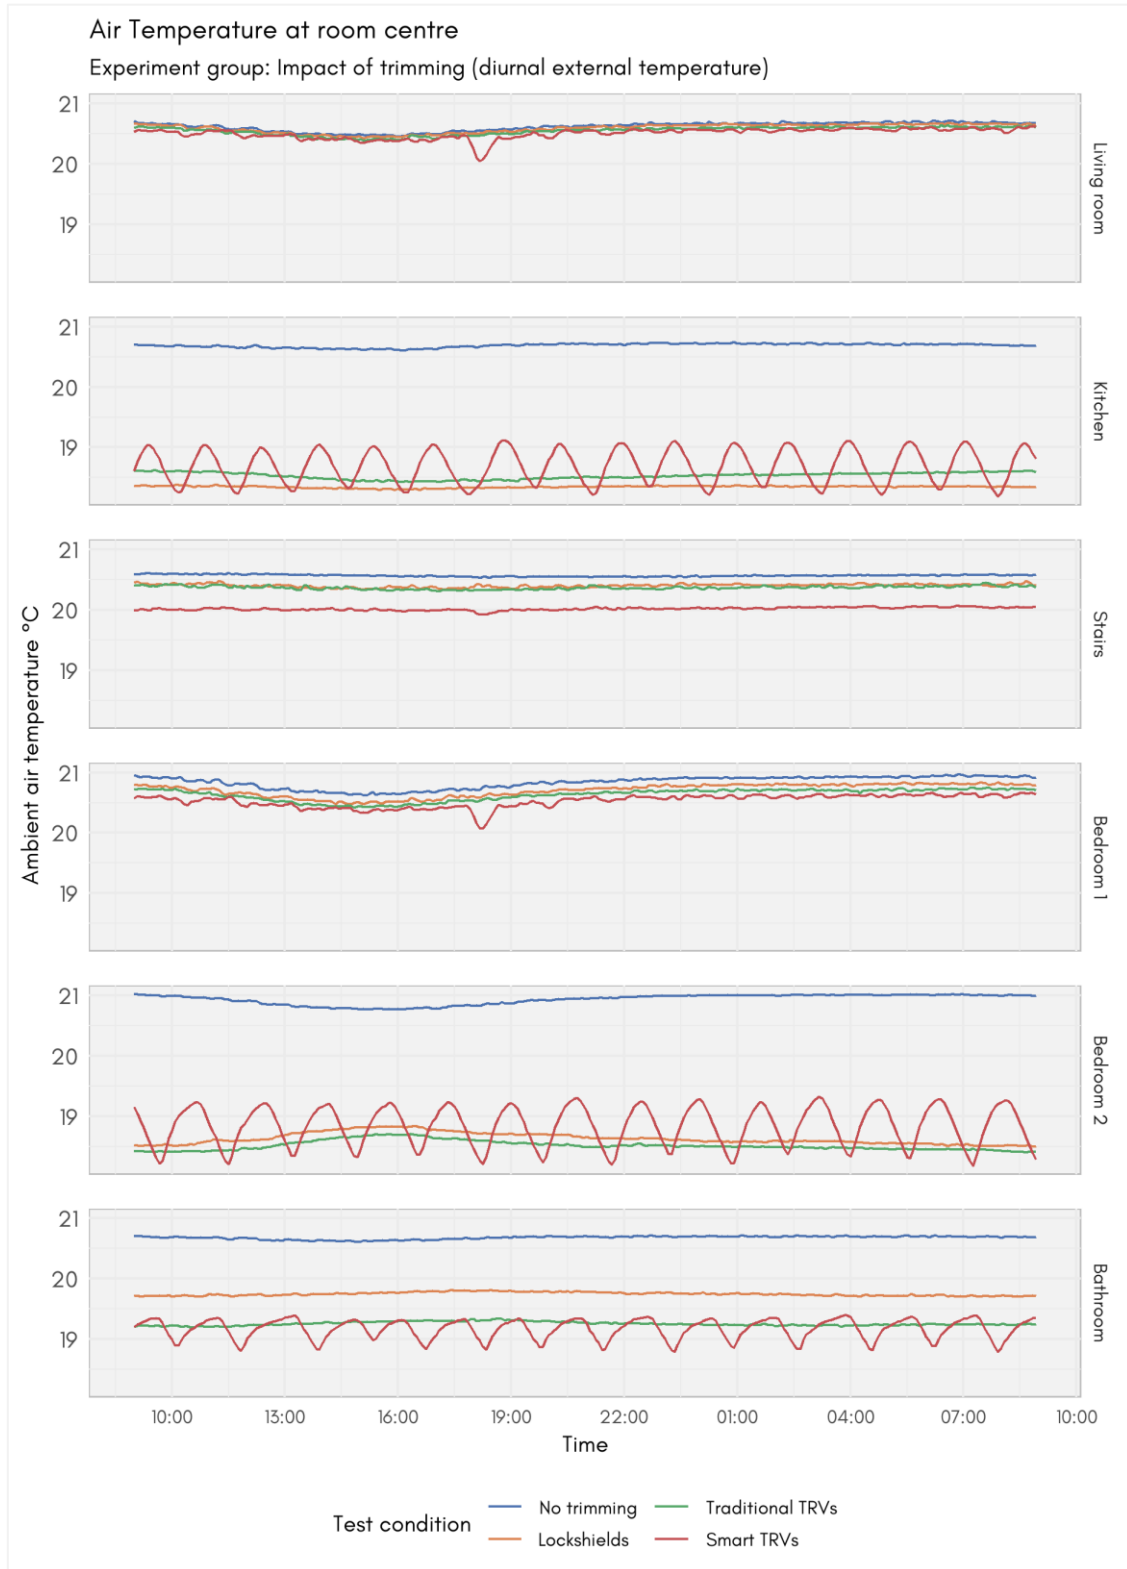 Air Temperature at room centre
Experiment group: Impact of trimming (diurnal external temperature)
Ambient air temperature °C
21
20
19
Living room
21
20
19
Kitchen
21
20
19
Stairs
21
20
19
Bedroom 1
21
20
19
Bedroom 2
21
20
19
Bathroom
10:00 13:00 16:00 19:00 22:00 01:00 04:00 07:00 10:00
Time
Test condition
No trimming Traditional TRVs
Lockshields Smart TRVs